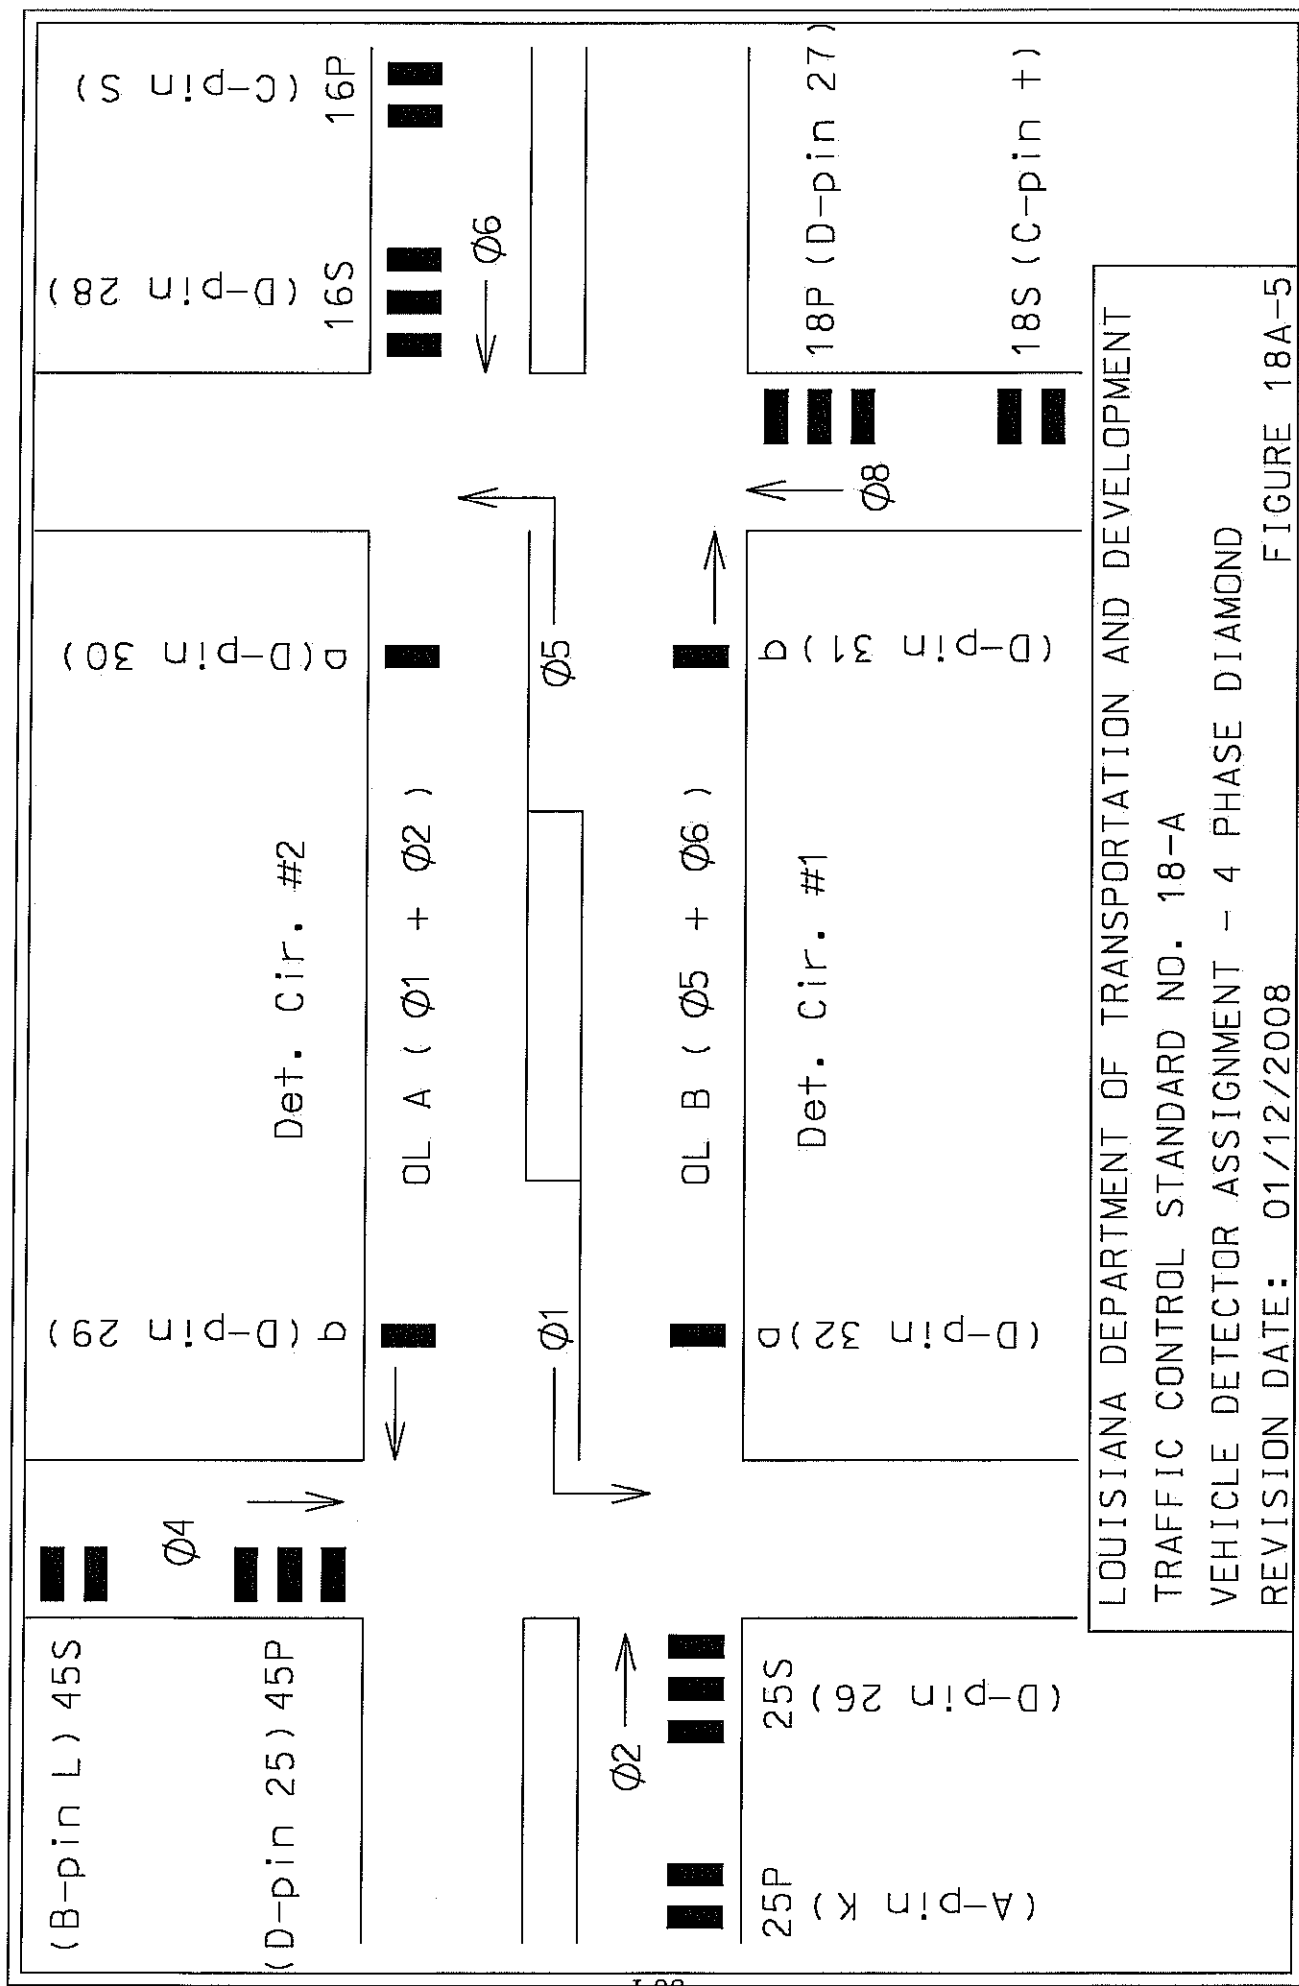 (B-pin L) 45S
(D-pin 25) 45P
Ø4
b (D-pin 29)
Det. Cir. #2
a (D-pin 30)
16S (D-pin 28)
16P (C-pin S)
OL A ( Ø1 + Ø2 )
Ø6
Ø1
Ø5
Ø2
OL B ( Ø5 + Ø6 )
Ø8
25P
(A-pin K)
25S
(D-pin 26)
a
(D-pin 32)
Det. Cir. #1
b
(D-pin 31)
18P (D-pin 27)
18S (C-pin t)
LOUISIANA DEPARTMENT OF TRANSPORTATION AND DEVELOPMENT
TRAFFIC CONTROL STANDARD NO. 18-A
VEHICLE DETECTOR ASSIGNMENT - 4 PHASE DIAMOND
REVISION DATE: 01/12/2008 FIGURE 18A-5